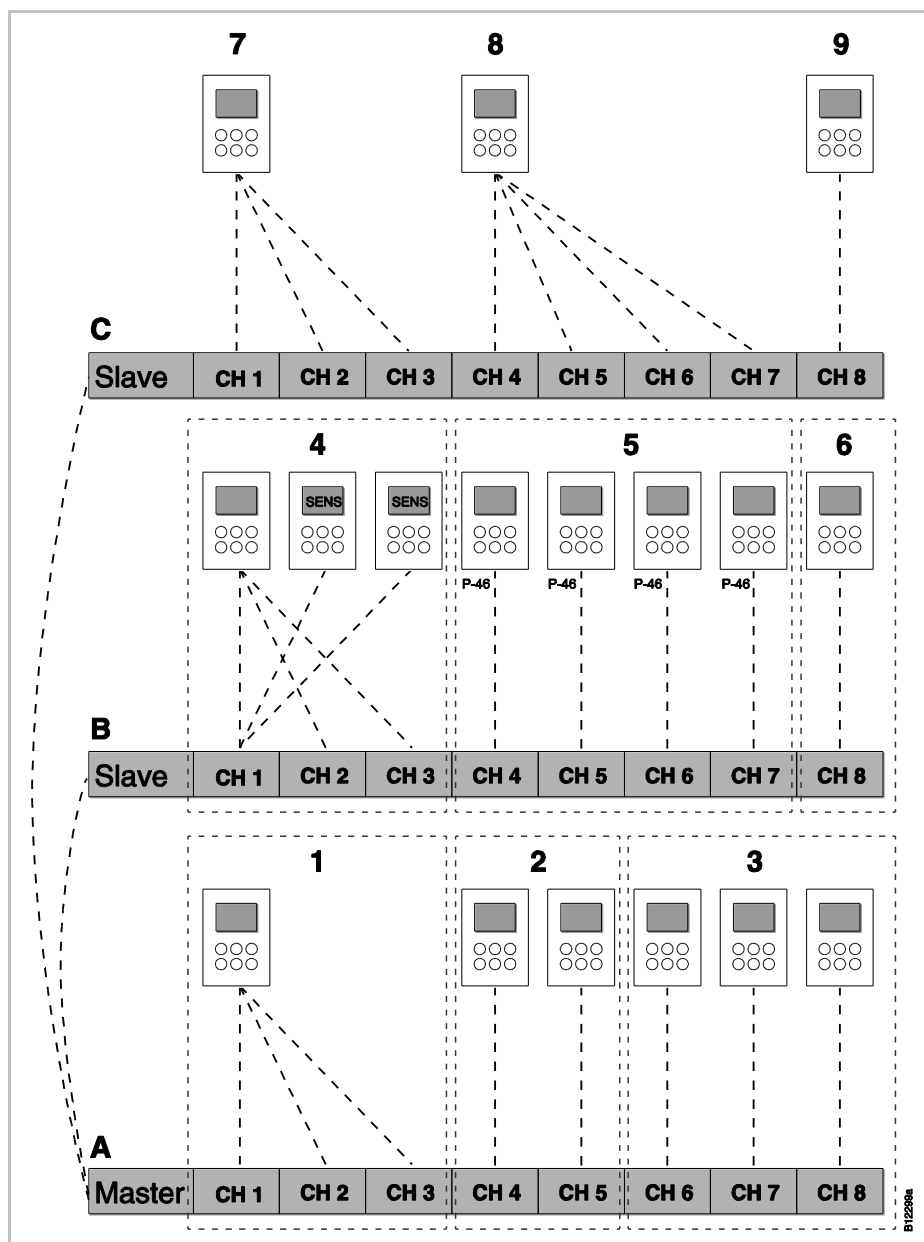 7 8 9
C
Slave CH 1 CH 2 CH 3 CH 4 CH 5 CH 6 CH 7 CH 8
4 5 6
SENS SENS
P-46 P-46 P-46 P-46
B
Slave CH 1 CH 2 CH 3 CH 4 CH 5 CH 6 CH 7 CH 8
1 2 3
A
Master CH 1 CH 2 CH 3 CH 4 CH 5 CH 6 CH 7 CH 8
B12299a